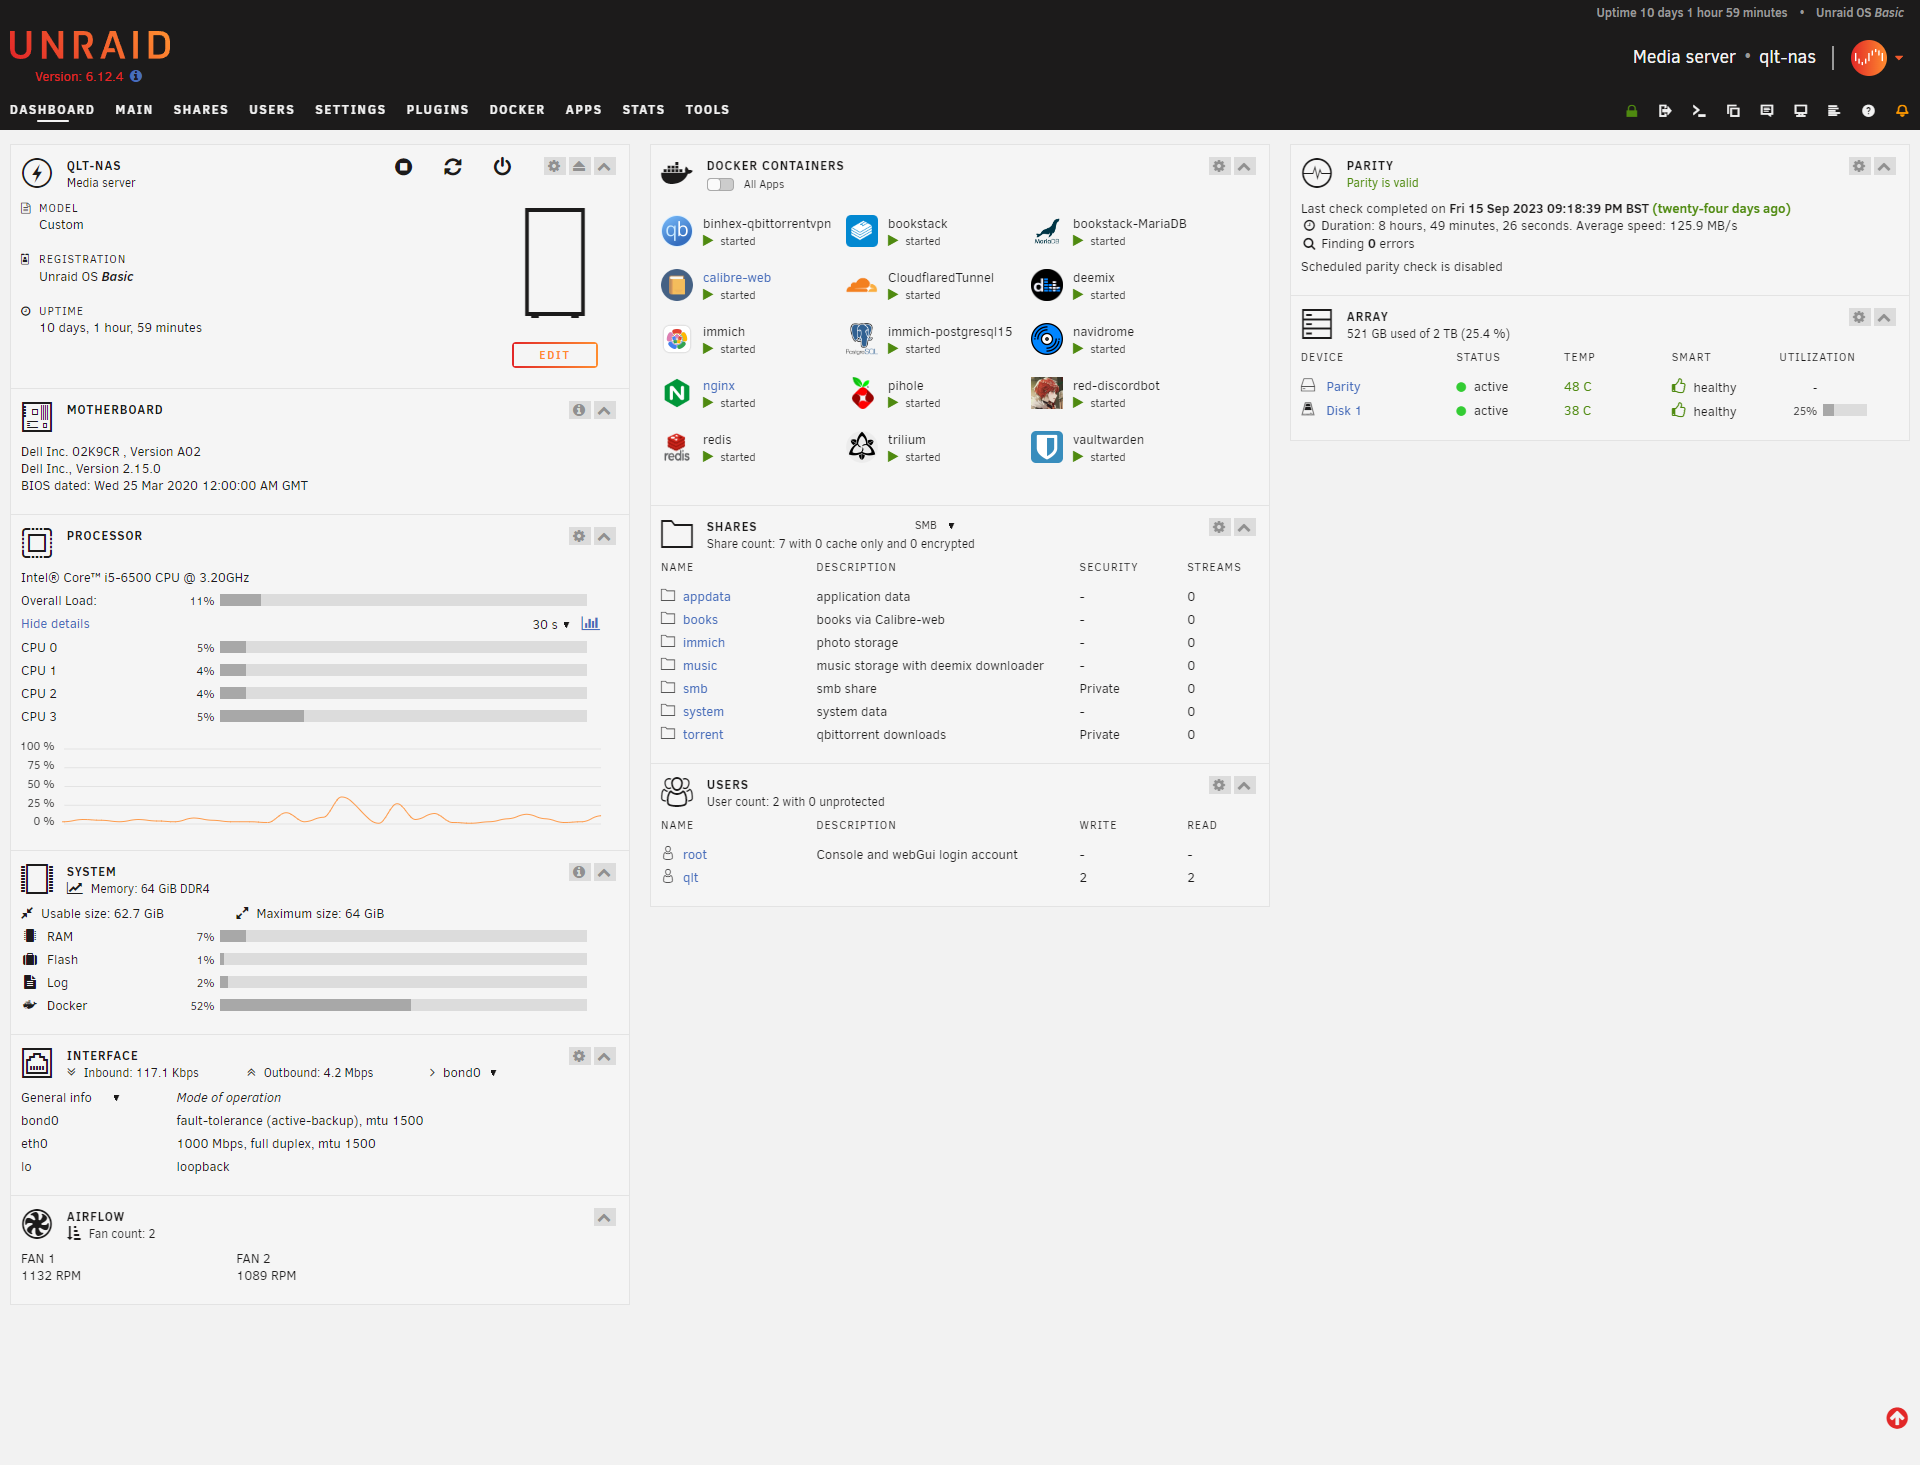 Uptime 10 days 1 hour 59 minutes • Unraid OS Basic
UNRAID
Version: 6.12.4
Media server • qlt-nas
DASHBOARD MAIN SHARES USERS SETTINGS PLUGINS DOCKER APPS STATS TOOLS
QLT-NAS
Media server
MODEL
Custom
REGISTRATION
Unraid OS Basic
UPTIME
10 days, 1 hour, 59 minutes
EDIT
MOTHERBOARD
Dell Inc. 02K9CR , Version A02
Dell Inc., Version 2.15.0
BIOS dated: Wed 25 Mar 2020 12:00:00 AM GMT
PROCESSOR
Intel® Core™ i5-6500 CPU @ 3.20GHz
Overall Load: 11%
Hide details 30 s
CPU 0 5%
CPU 1 4%
CPU 2 4%
CPU 3 5%
100 %
75 %
50 %
25 %
0 %
SYSTEM
Memory: 64 GiB DDR4
Usable size: 62.7 GiB Maximum size: 64 GiB
RAM 7%
Flash 1%
Log 2%
Docker 52%
INTERFACE
Inbound: 117.1 Kbps Outbound: 4.2 Mbps bond0
General info Mode of operation
bond0 fault-tolerance (active-backup), mtu 1500
eth0 1000 Mbps, full duplex, mtu 1500
lo loopback
AIRFLOW
Fan count: 2
FAN 1 FAN 2
1132 RPM 1089 RPM
DOCKER CONTAINERS
All Apps
qb binhex-qbittorrentvpn bookstack MariaDB bookstack-MariaDB
started started started
calibre-web CloudflaredTunnel deemix
started started started
immich PostgreSQL immich-postgresql15 navidrome
started started started
nginx pihole red-discordbot
started started started
redis redis trilium vaultwarden
started started started
SHARES SMB
Share count: 7 with 0 cache only and 0 encrypted
NAME DESCRIPTION SECURITY STREAMS
appdata application data - 0
books books via Calibre-web - 0
immich photo storage - 0
music music storage with deemix downloader - 0
smb smb share Private 0
system system data - 0
torrent qbittorrent downloads Private 0
USERS
User count: 2 with 0 unprotected
NAME DESCRIPTION WRITE READ
root Console and webGui login account - -
qlt 2 2
PARITY
Parity is valid
Last check completed on Fri 15 Sep 2023 09:18:39 PM BST (twenty-four days ago)
Duration: 8 hours, 49 minutes, 26 seconds. Average speed: 125.9 MB/s
Finding 0 errors
Scheduled parity check is disabled
ARRAY
521 GB used of 2 TB (25.4 %)
DEVICE STATUS TEMP SMART UTILIZATION
Parity active 48 C healthy -
Disk 1 active 38 C healthy 25%